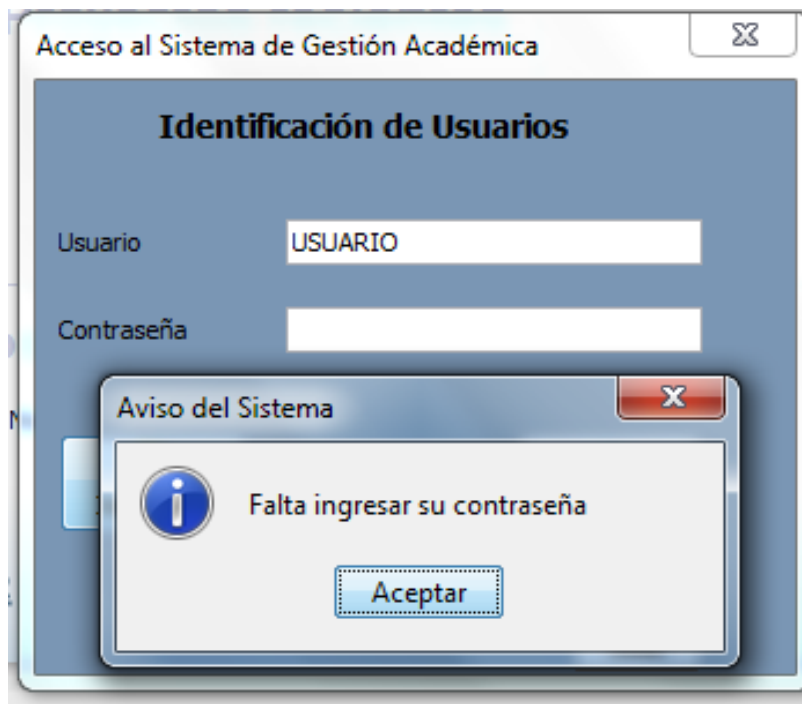 Acceso al Sistema de Gestión Académica
Identificación de Usuarios
Usuario
USUARIO
Contraseña
Aviso del Sistema
Falta ingresar su contraseña
Aceptar